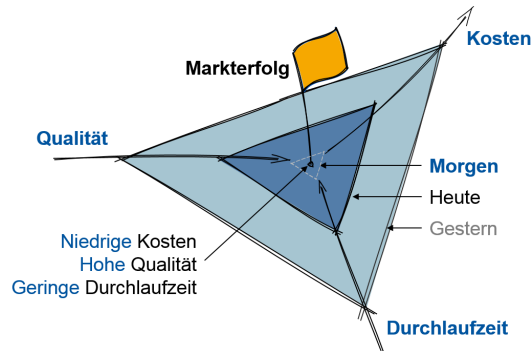 Kosten
Markterfolg
Qualität
Morgen
Heute
Gestern
Niedrige Kosten
Hohe Qualität
Geringe Durchlaufzeit
Durchlaufzeit